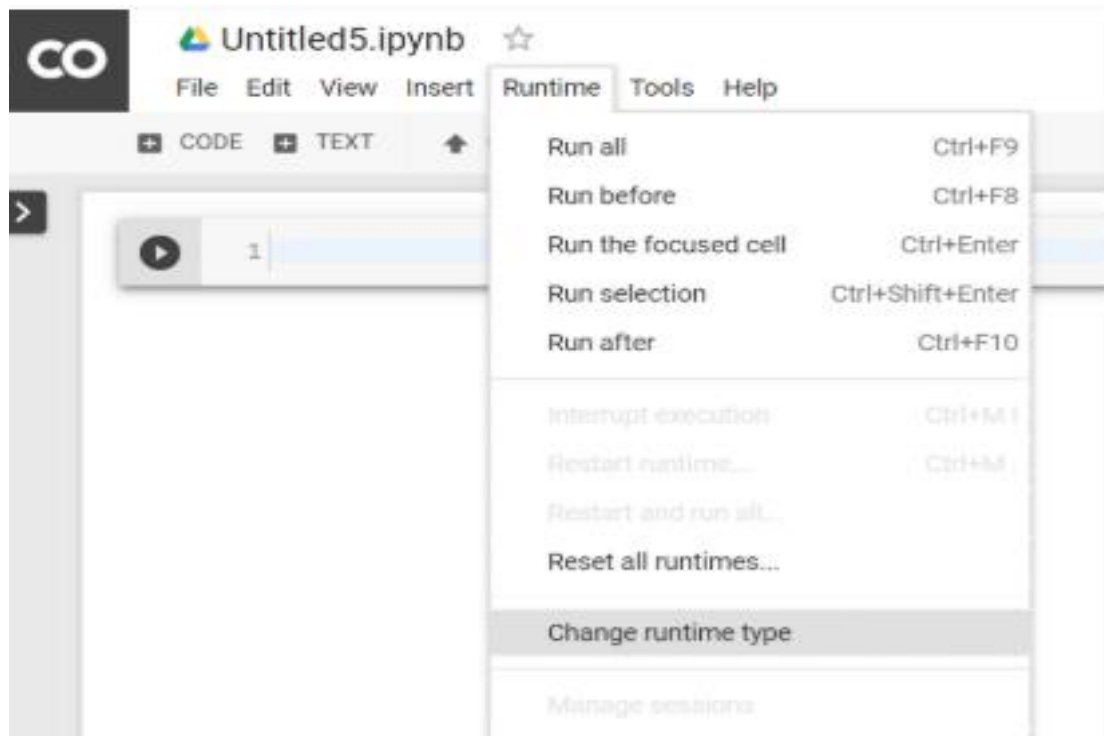 CO
Untitled5.ipynb
File Edit View Insert Runtime Tools Help
CODE TEXT
Run all Ctrl+F9
Run before Ctrl+F8
Run the focused cell Ctrl+Enter
Run selection Ctrl+Shift+Enter
Run after Ctrl+F10
1
Interrupt execution Ctrl+M I
Restart runtime... Ctrl+M .
Restart and run all...
Reset all runtimes...
Change runtime type
Manage sessions